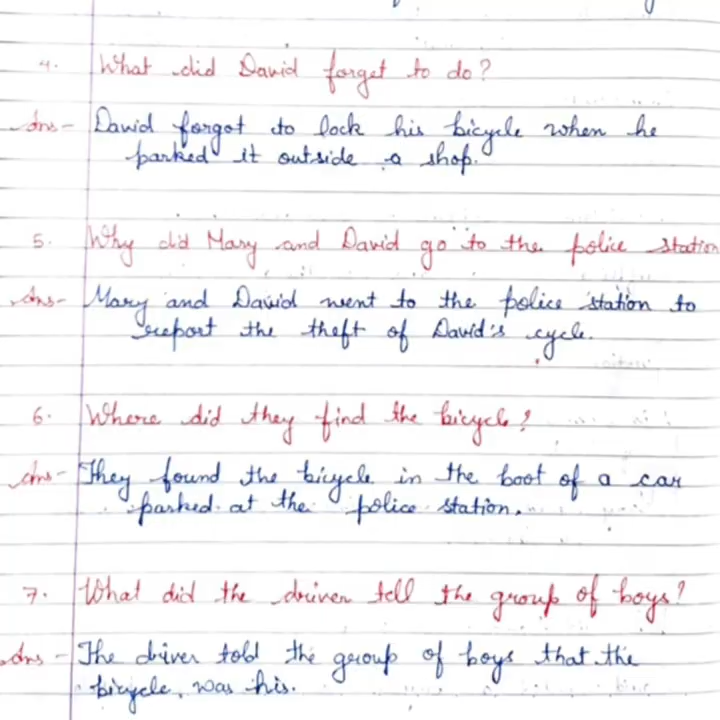 4. What did David forget to do?
Ans- David forgot to lock his bicycle when he
parked it outside a shop.
5. Why did Mary and David go to the police station
Ans- Mary and David went to the police station to
report the theft of David's cycle.
6. Where did they find the bicycle?
Ans- They found the bicycle in the boot of a car
parked at the police station.
7. What did the driver tell the group of boys?
Ans- The driver told the group of boys that the
bicycle was his.